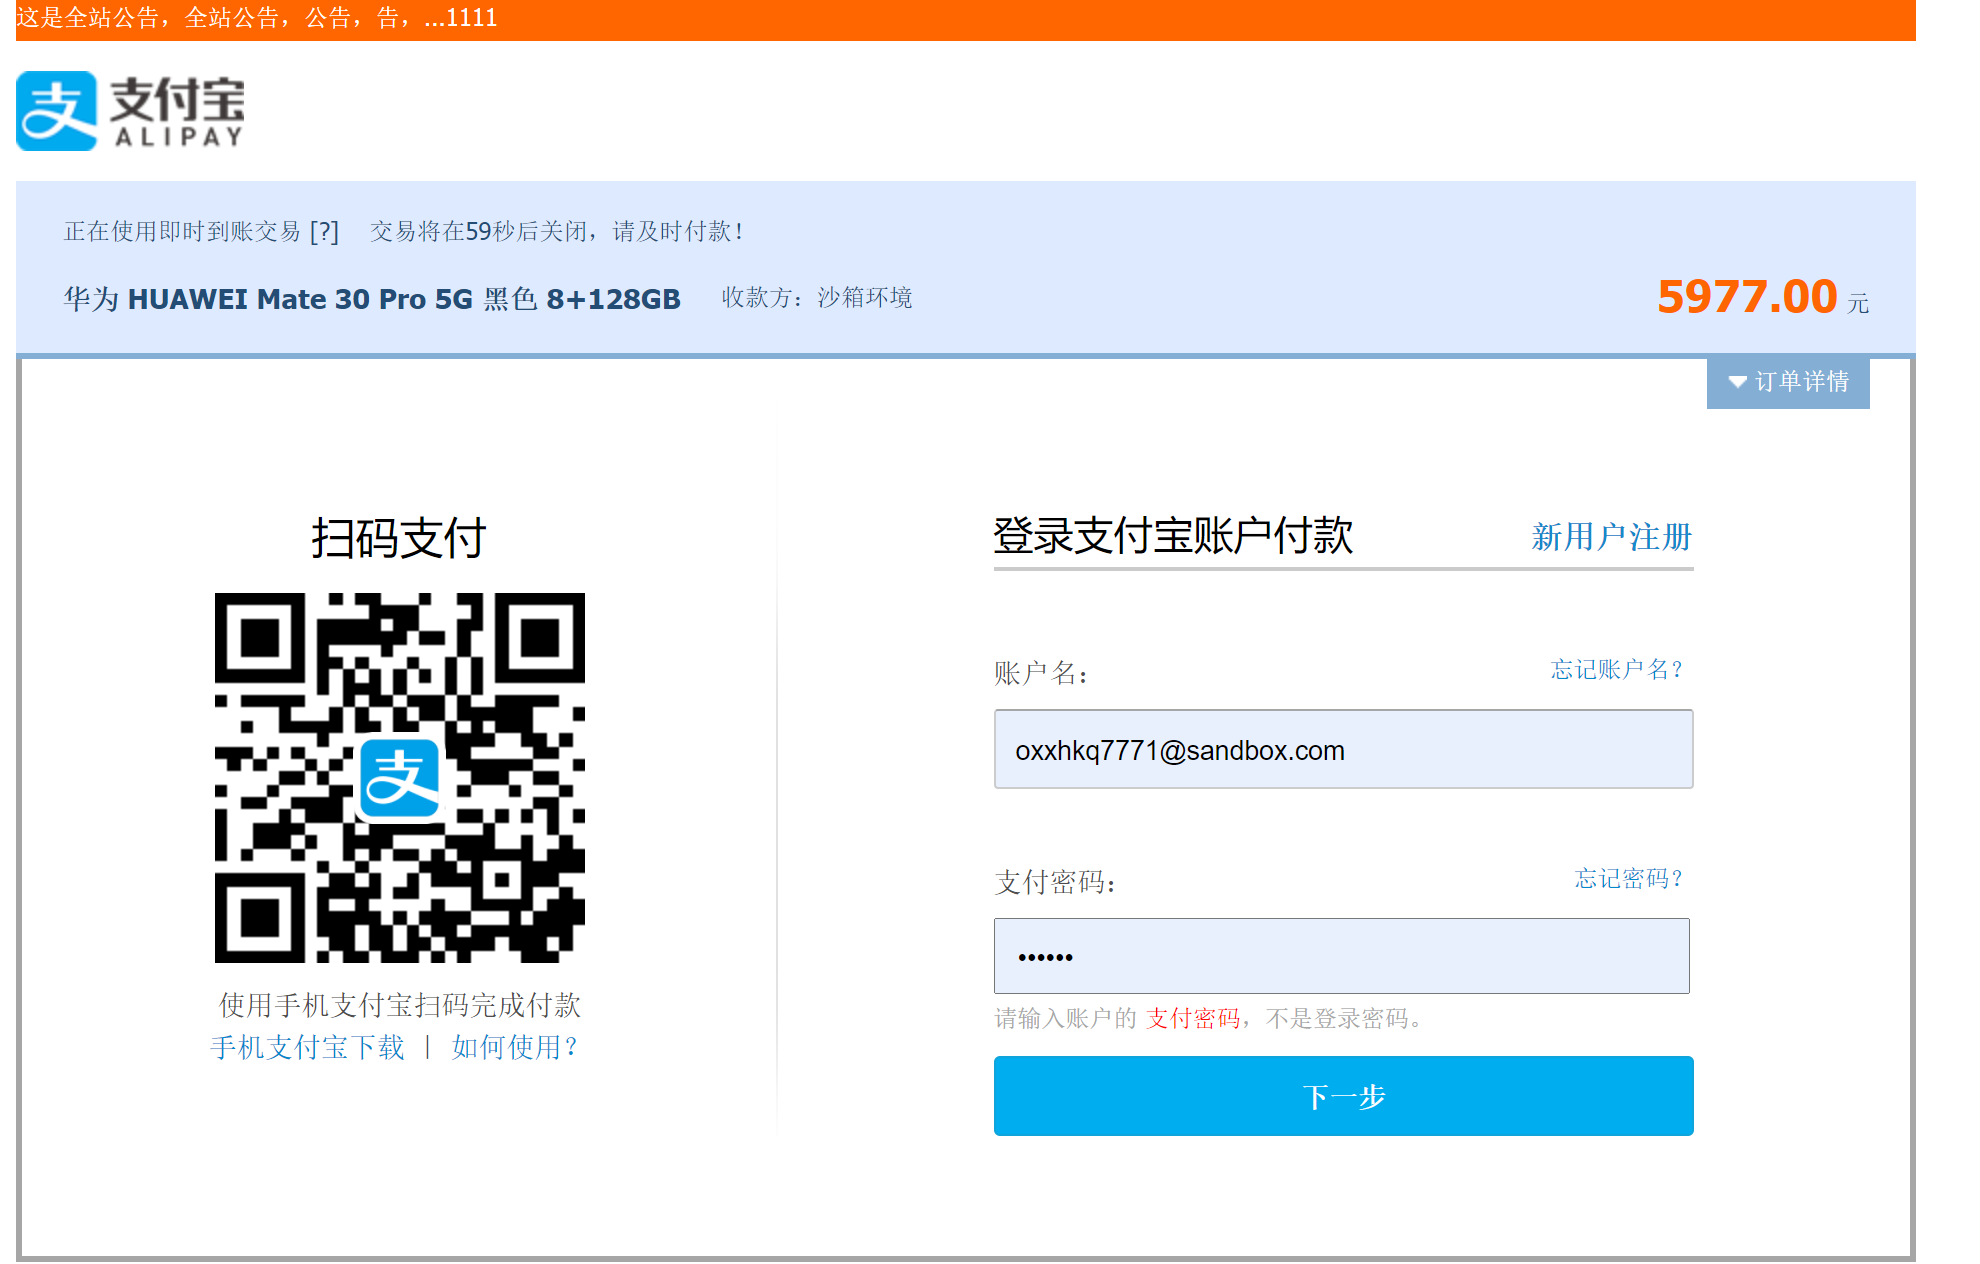 这是全站公告，全站公告，公告，告，...1111
支 支付宝
ALIPAY
正在使用即时到账交易 [?] 交易将在59秒后关闭，请及时付款！
华为 HUAWEI Mate 30 Pro 5G 黑色 8+128GB 收款方：沙箱环境 5977.00 元
订单详情
扫码支付
支
使用手机支付宝扫码完成付款
手机支付宝下载 | 如何使用？
登录支付宝账户付款 新用户注册
账户名： 忘记账户名？
oxxhkq7771@sandbox.com
支付密码： 忘记密码？
••••••
请输入账户的 支付密码，不是登录密码。
下一步